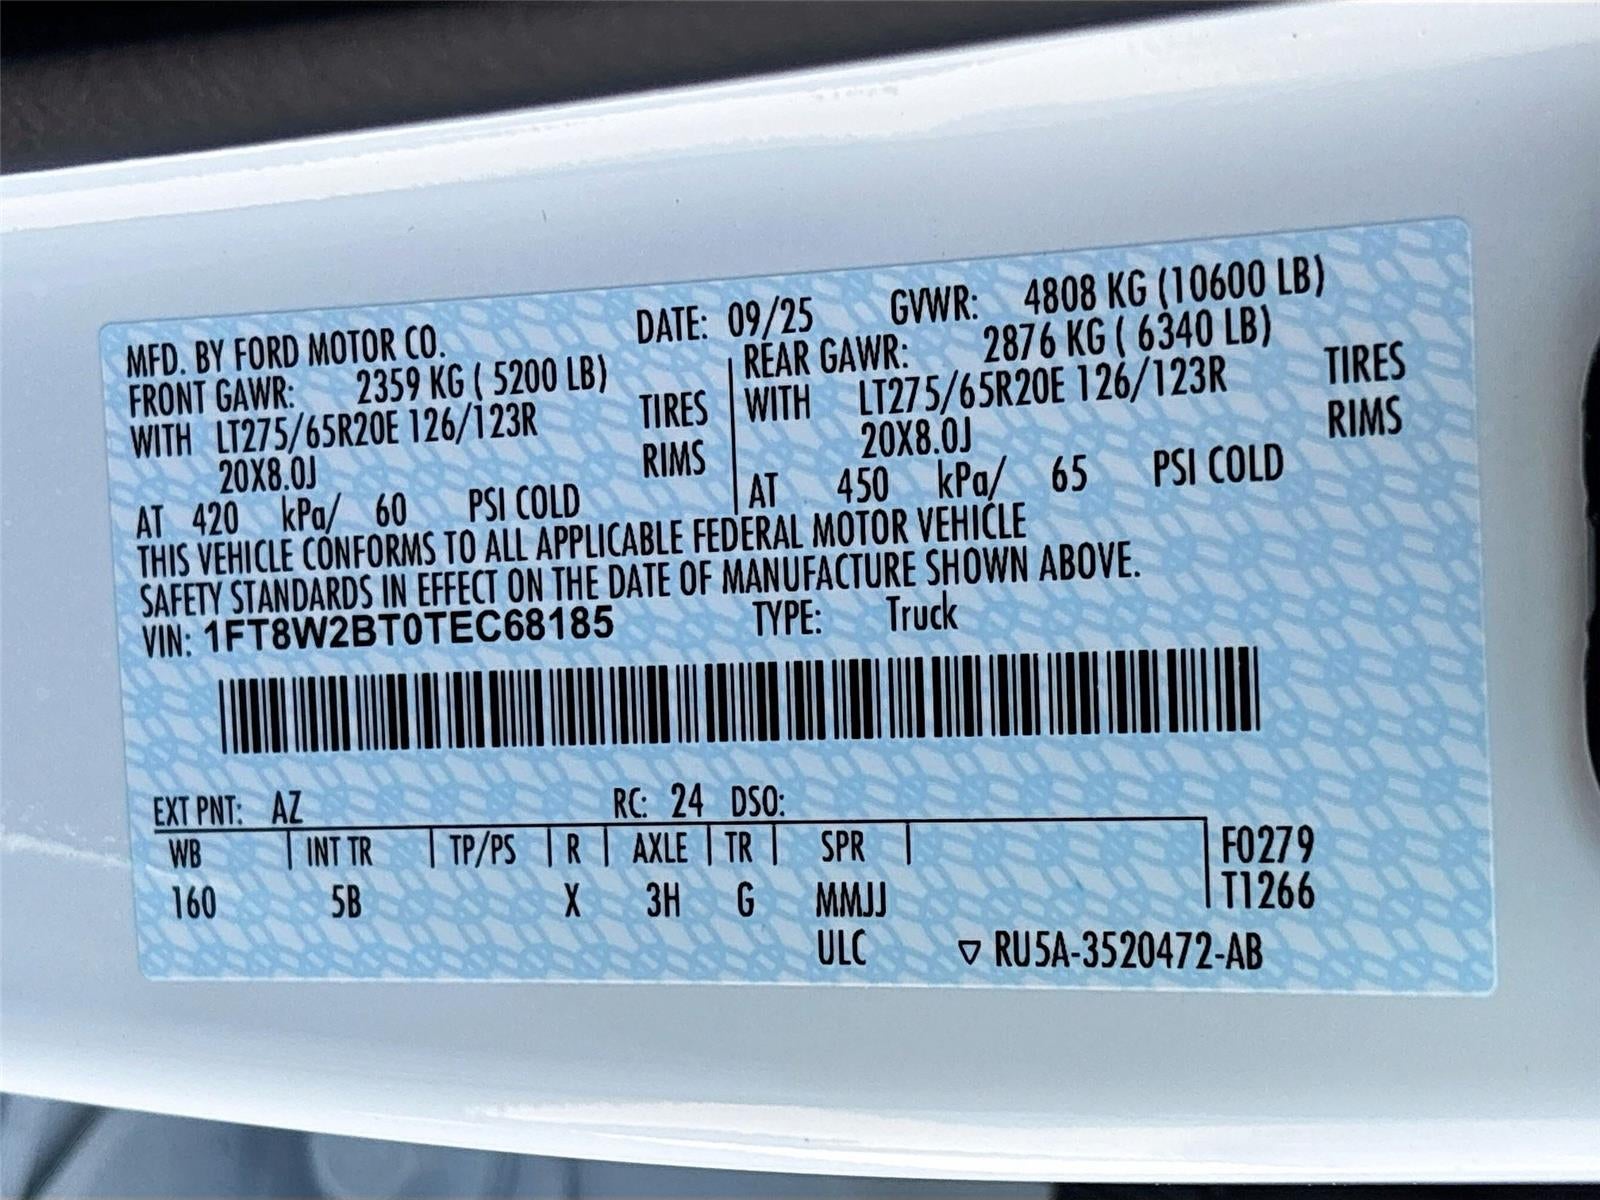 MFD. BY FORD MOTOR CO. DATE: 09/25 GVWR: 4808 KG (10600 LB)
FRONT GAWR: 2359 KG ( 5200 LB) REAR GAWR: 2876 KG ( 6340 LB)
WITH LT275/65R20E 126/123R TIRES WITH LT275/65R20E 126/123R TIRES
20X8.0J RIMS 20X8.0J RIMS
AT 420 kPa/ 60 PSI COLD AT 450 kPa/ 65 PSI COLD
THIS VEHICLE CONFORMS TO ALL APPLICABLE FEDERAL MOTOR VEHICLE
SAFETY STANDARDS IN EFFECT ON THE DATE OF MANUFACTURE SHOWN ABOVE.
VIN: 1FT8W2BT0TEC68185 TYPE: Truck
EXT PNT: AZ RC: 24 DSO:
WB INT TR TP/PS R AXLE TR SPR F0279
160 5B X 3H G MMJJ T1266
ULC ▽ RU5A-3520472-AB